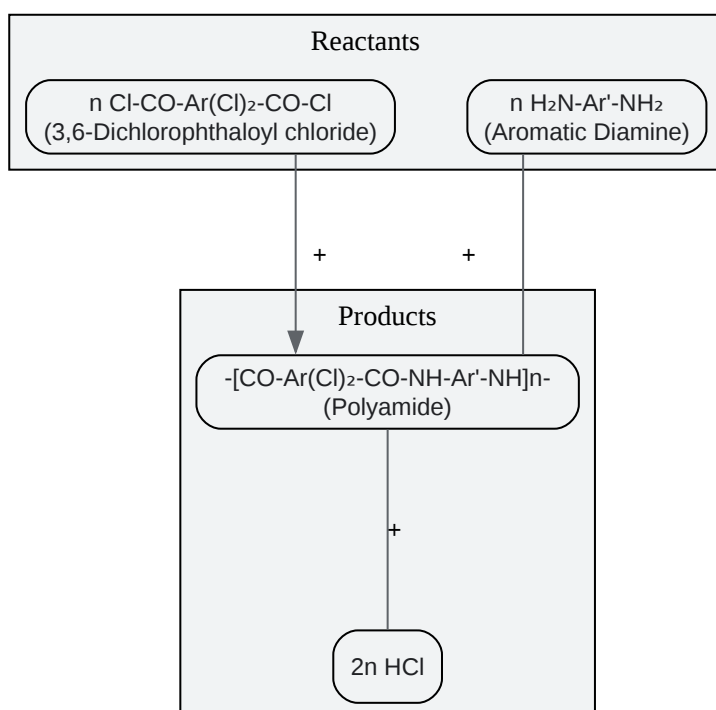 Reactants
n Cl-CO-Ar(Cl)₂-CO-Cl
(3,6-Dichlorophthaloyl chloride)
n H₂N-Ar'-NH₂
(Aromatic Diamine)
+
+
Products
-[CO-Ar(Cl)₂-CO-NH-Ar'-NH]n-
(Polyamide)
+
2n HCl